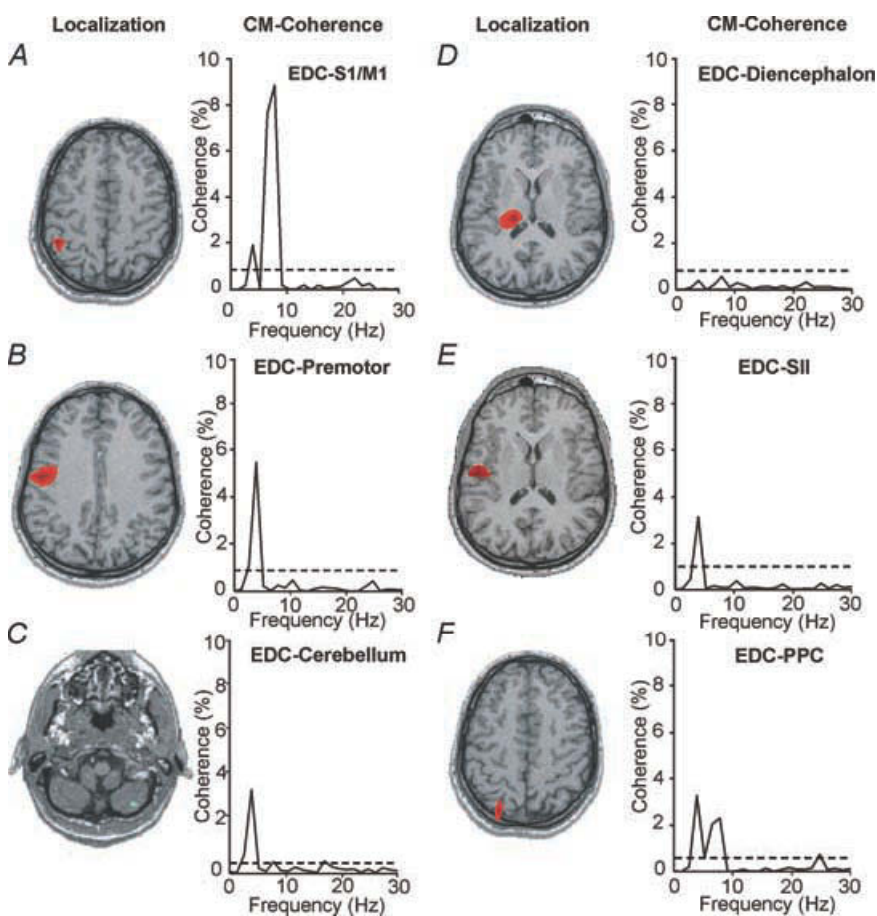 Localization CM-Coherence Localization CM-Coherence
A
EDC-S1/M1
Coherence (%)
10
8
6
4
2
0
0 10 20 30
Frequency (Hz)
B
EDC-Premotor
Coherence (%)
10
8
6
4
2
0
0 10 20 30
Frequency (Hz)
C
EDC-Cerebellum
Coherence (%)
10
8
6
4
2
0
0 10 20 30
Frequency (Hz)
D
EDC-Diencephalon
Coherence (%)
10
8
6
4
2
0
0 10 20 30
Frequency (Hz)
E
EDC-SII
Coherence (%)
10
8
6
4
2
0
0 10 20 30
Frequency (Hz)
F
EDC-PPC
Coherence (%)
10
8
6
4
2
0
0 10 20 30
Frequency (Hz)